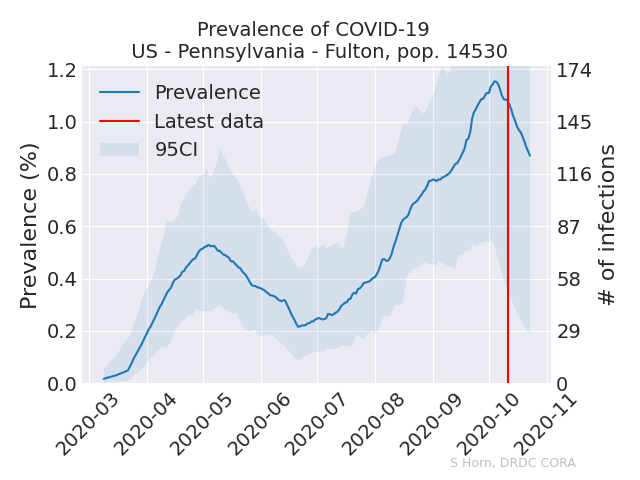 Prevalence of COVID-19
US - Pennsylvania - Fulton, pop. 14530
Prevalence
Latest data
95CI
Prevalence (%)
1.2
1.0
0.8
0.6
0.4
0.2
0.0
174
145
116
87
58
29
0
# of infections
2020-03
2020-04
2020-05
2020-06
2020-07
2020-08
2020-09
2020-10
2020-11
S Horn, DRDC CORA